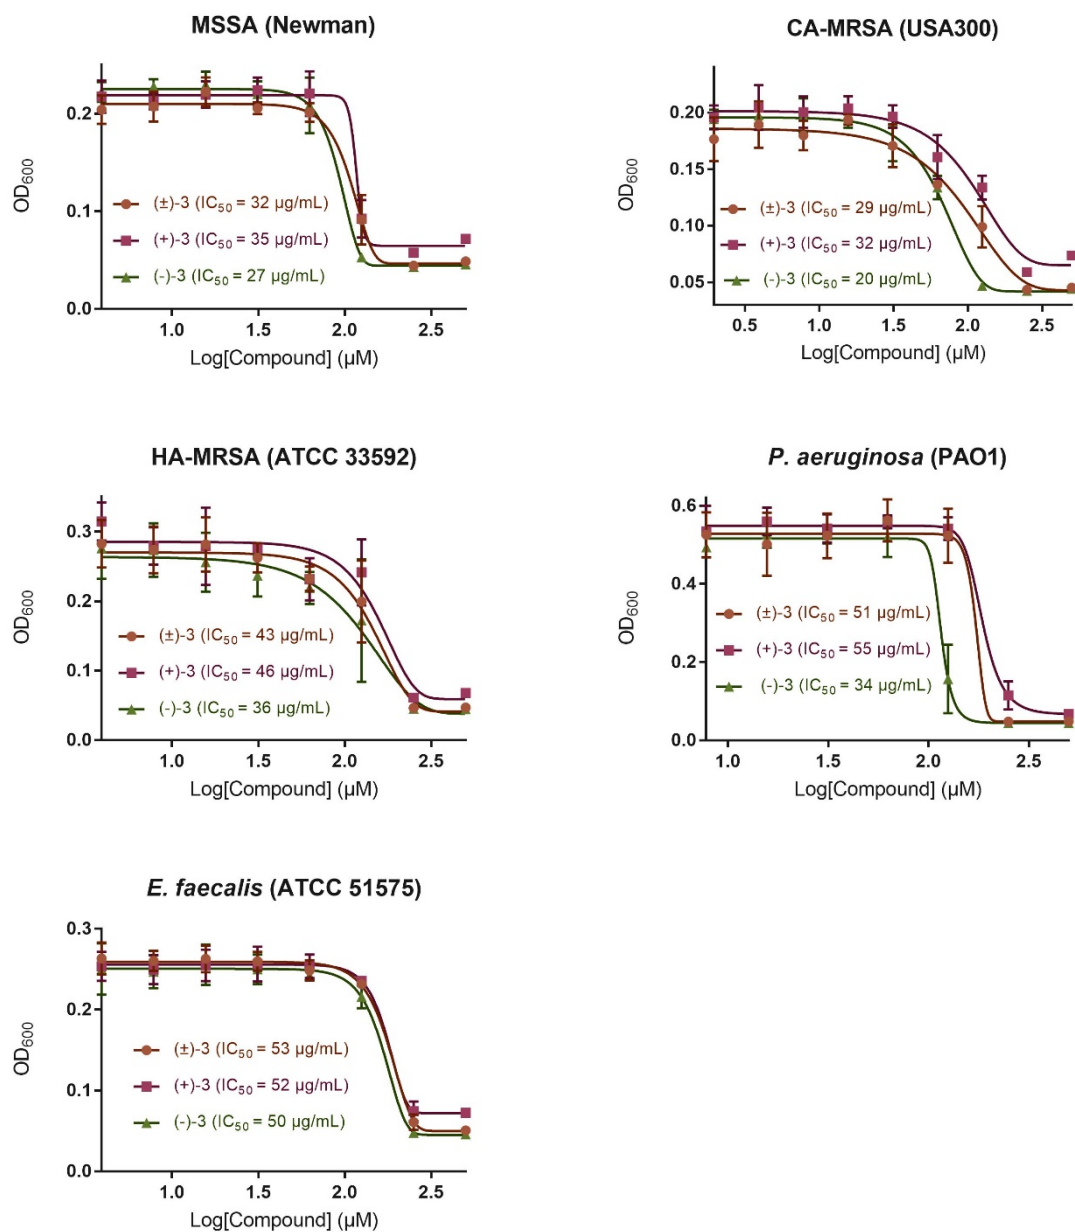 MSSA (Newman)
OD600
0.2
0.1
0.0
(±)-3 (IC50 = 32 µg/mL)
(+)-3 (IC50 = 35 µg/mL)
(-)-3 (IC50 = 27 µg/mL)
1.0 1.5 2.0 2.5
Log[Compound] (µM)
CA-MRSA (USA300)
OD600
0.20
0.15
0.10
0.05
(±)-3 (IC50 = 29 µg/mL)
(+)-3 (IC50 = 32 µg/mL)
(-)-3 (IC50 = 20 µg/mL)
0.5 1.0 1.5 2.0 2.5
Log[Compound] (µM)
HA-MRSA (ATCC 33592)
OD600
0.3
0.2
0.1
0.0
(±)-3 (IC50 = 43 µg/mL)
(+)-3 (IC50 = 46 µg/mL)
(-)-3 (IC50 = 36 µg/mL)
1.0 1.5 2.0 2.5
Log[Compound] (µM)
P. aeruginosa (PAO1)
OD600
0.6
0.4
0.2
0.0
(±)-3 (IC50 = 51 µg/mL)
(+)-3 (IC50 = 55 µg/mL)
(-)-3 (IC50 = 34 µg/mL)
1.0 1.5 2.0 2.5
Log[Compound] (µM)
E. faecalis (ATCC 51575)
OD600
0.3
0.2
0.1
0.0
(±)-3 (IC50 = 53 µg/mL)
(+)-3 (IC50 = 52 µg/mL)
(-)-3 (IC50 = 50 µg/mL)
1.0 1.5 2.0 2.5
Log[Compound] (µM)